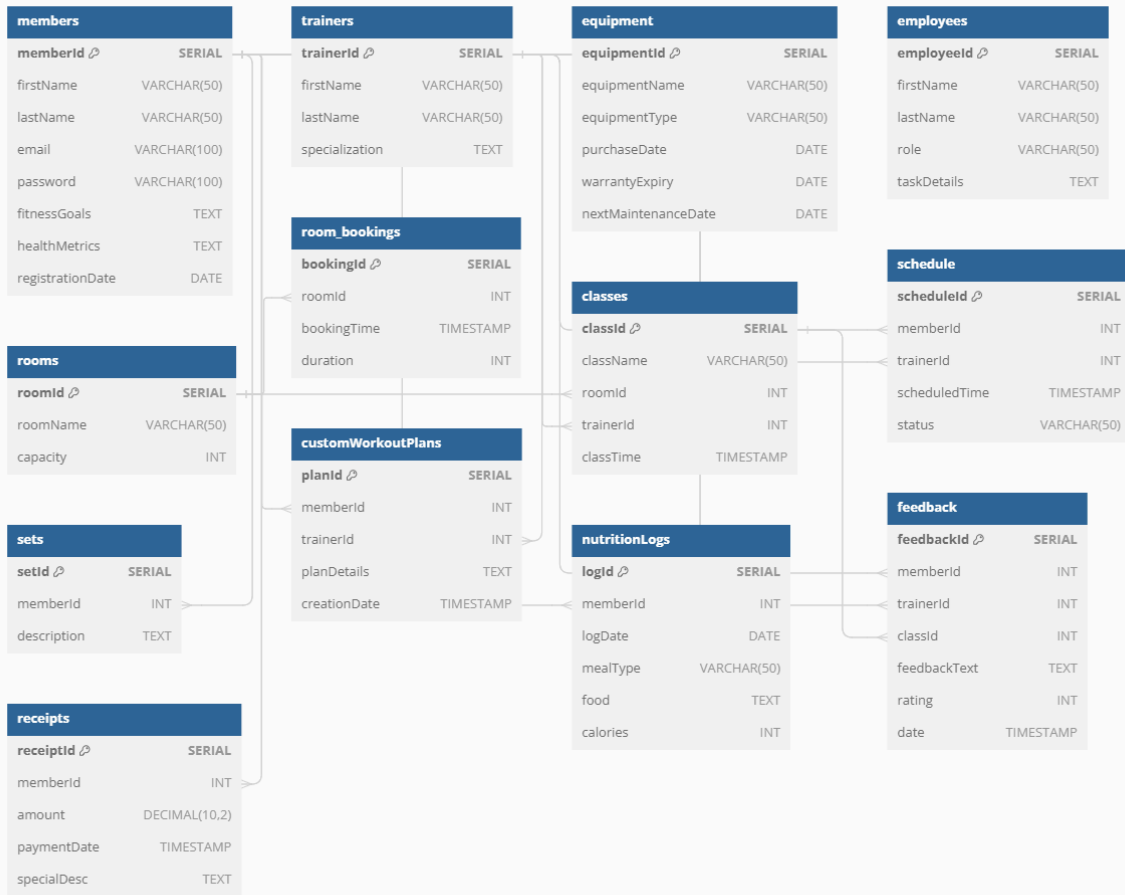 members
memberId SERIAL
firstName VARCHAR(50)
lastName VARCHAR(50)
email VARCHAR(100)
password VARCHAR(100)
fitnessGoals TEXT
healthMetrics TEXT
registrationDate DATE
rooms
roomId SERIAL
roomName VARCHAR(50)
capacity INT
sets
setId SERIAL
memberId INT
description TEXT
receipts
receiptId SERIAL
memberId INT
amount DECIMAL(10,2)
paymentDate TIMESTAMP
specialDesc TEXT
trainers
trainerId SERIAL
firstName VARCHAR(50)
lastName VARCHAR(50)
specialization TEXT
room_bookings
bookingId SERIAL
roomId INT
bookingTime TIMESTAMP
duration INT
customWorkoutPlans
planId SERIAL
memberId INT
trainerId INT
planDetails TEXT
creationDate TIMESTAMP
equipment
equipmentId SERIAL
equipmentName VARCHAR(50)
equipmentType VARCHAR(50)
purchaseDate DATE
warrantyExpiry DATE
nextMaintenanceDate DATE
classes
classId SERIAL
className VARCHAR(50)
roomId INT
trainerId INT
classTime TIMESTAMP
nutritionLogs
logId SERIAL
memberId INT
logDate DATE
mealType VARCHAR(50)
food TEXT
calories INT
employees
employeeId SERIAL
firstName VARCHAR(50)
lastName VARCHAR(50)
role VARCHAR(50)
taskDetails TEXT
schedule
scheduleId SERIAL
memberId INT
trainerId INT
scheduledTime TIMESTAMP
status VARCHAR(50)
feedback
feedbackId SERIAL
memberId INT
trainerId INT
classId INT
feedbackText TEXT
rating INT
date TIMESTAMP